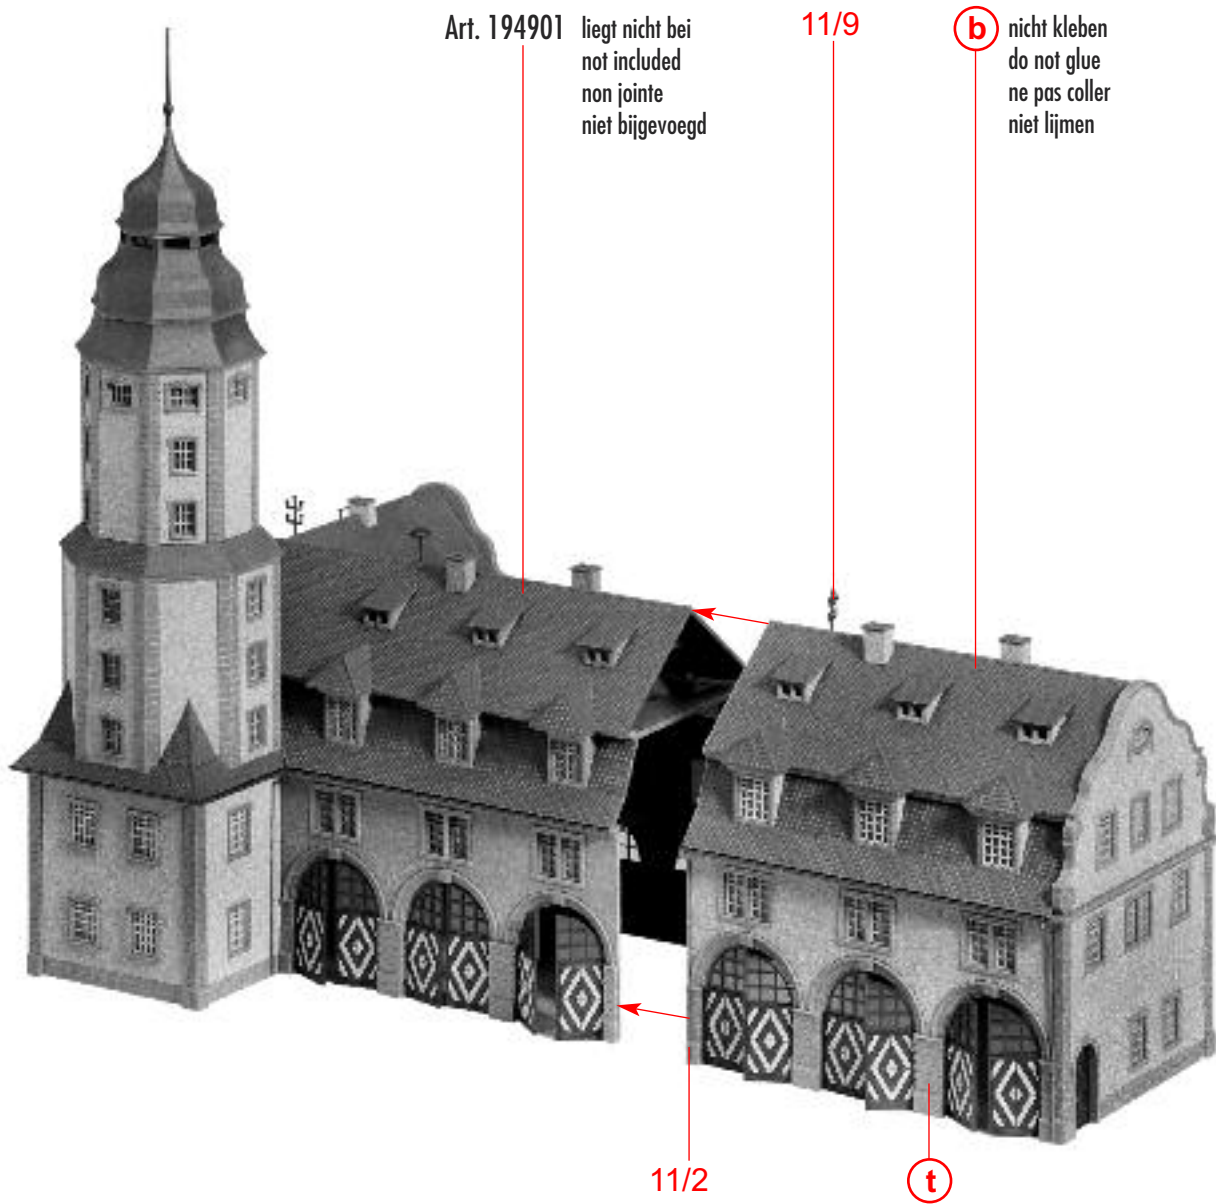 Art. 194901
liegt nicht bei
not included
non jointe
niet bijgevoegd
11/9
b
nicht kleben
do not glue
ne pas coller
niet lijmen
11/2
t